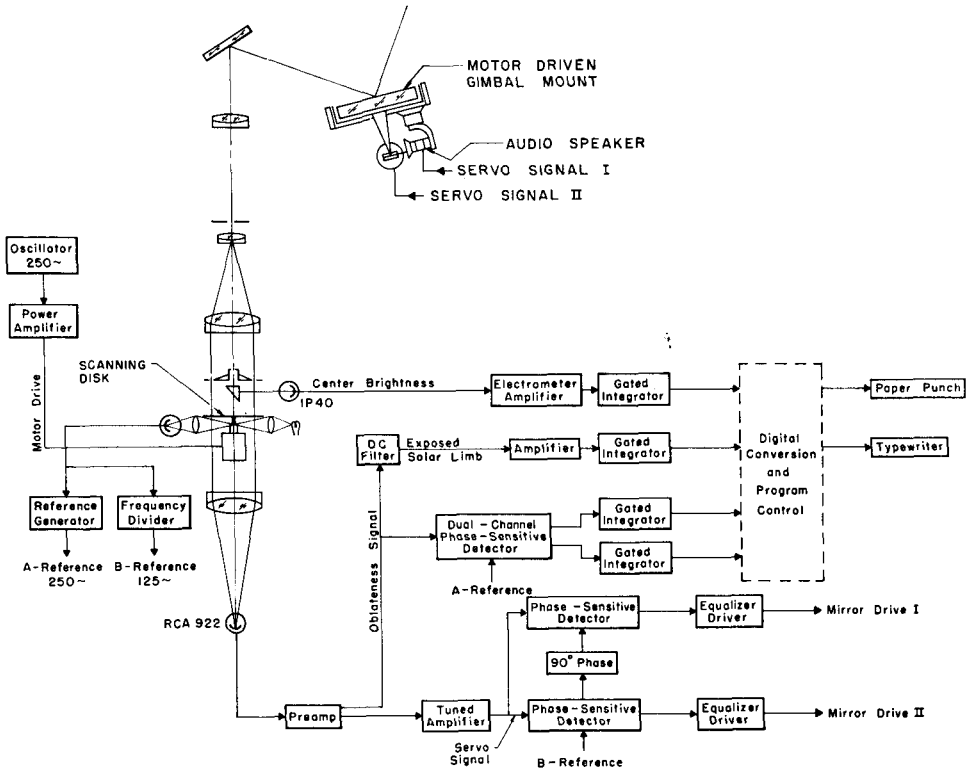 MOTOR DRIVEN
GIMBAL MOUNT
AUDIO SPEAKER
SERVO SIGNAL I
SERVO SIGNAL II
Oscillator
250~
Power
Amplifier
SCANNING
DISK
Motor Drive
Center Brightness
1P40
Electrometer
Amplifier
Gated
Integrator
Paper Punch
DC
Filter
Exposed
Solar Limb
Amplifier
Gated
Integrator
Digital
Conversion
and
Program
Control
Typewriter
Reference
Generator
Frequency
Divider
A-Reference
250~
B-Reference
125~
Oblateness Signal
Dual-Channel
Phase-Sensitive
Detector
Gated
Integrator
Gated
Integrator
A-Reference
RCA 922
Phase-Sensitive
Detector
Equalizer
Driver
Mirror Drive I
90° Phase
Preamp
Tuned
Amplifier
Servo
Signal
Phase-Sensitive
Detector
Equalizer
Driver
Mirror Drive II
B-Reference